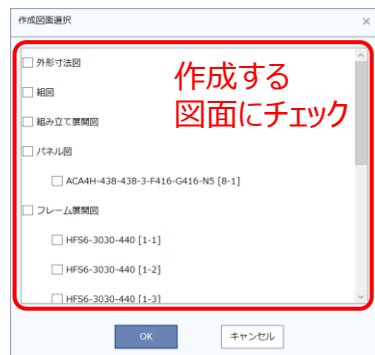 作成図面選択
×
外形寸法図
組図
組み立て展開図
パネル図
ACA4H-438-438-3-F416-G416-N5 [8-1]
フレーム展開図
HFS6-3030-440 [1-1]
HFS6-3030-440 [1-2]
HFS6-3030-440 [1-3]
作成する
図面にチェック
OK
キャンセル